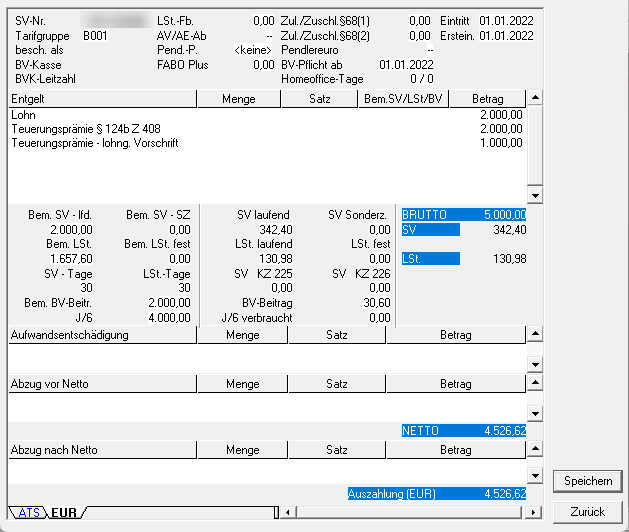 SV-Nr. LSt.-Fb. 0,00 Zul./Zuschl.§68(1) 0,00 Eintritt 01.01.2022
Tarifgruppe B001 AV/AE-Ab -- Zul./Zuschl.§68(2) 0,00 Erstein. 01.01.2022
besch. als Pend.-P. <keine> Pendlereuro --
BV-Kasse FABO Plus 0,00 BV-Pflicht ab 01.01.2022
BVK-Leitzahl Homeoffice-Tage 0 / 0
Entgelt Menge Satz Bem.SV/LSt/BV Betrag
Lohn 2.000,00
Teuerungsprämie § 124b Z 408 2.000,00
Teuerungsprämie - lohng. Vorschrift 1.000,00
Bem. SV - lfd. Bem. SV - SZ SV laufend SV Sonderz. BRUTTO 5.000,00
2.000,00 0,00 342,40 0,00 SV 342,40
Bem. LSt. Bem. LSt. fest LSt. laufend LSt. fest
1.657,60 0,00 130,98 0,00 LSt. 130,98
SV - Tage LSt.-Tage SV KZ 225 SV KZ 226
30 30 0,00 0,00
Bem. BV-Beitr. 2.000,00 BV-Beitrag 30,60
J/6 4.000,00 J/6 verbraucht 0,00
Aufwandsentschädigung Menge Satz Betrag
Abzug vor Netto Menge Satz Betrag
NETTO 4.526,62
Abzug nach Netto Menge Satz Betrag
Speichern
Auszahlung (EUR) 4.526,62
ATS EUR Zurück